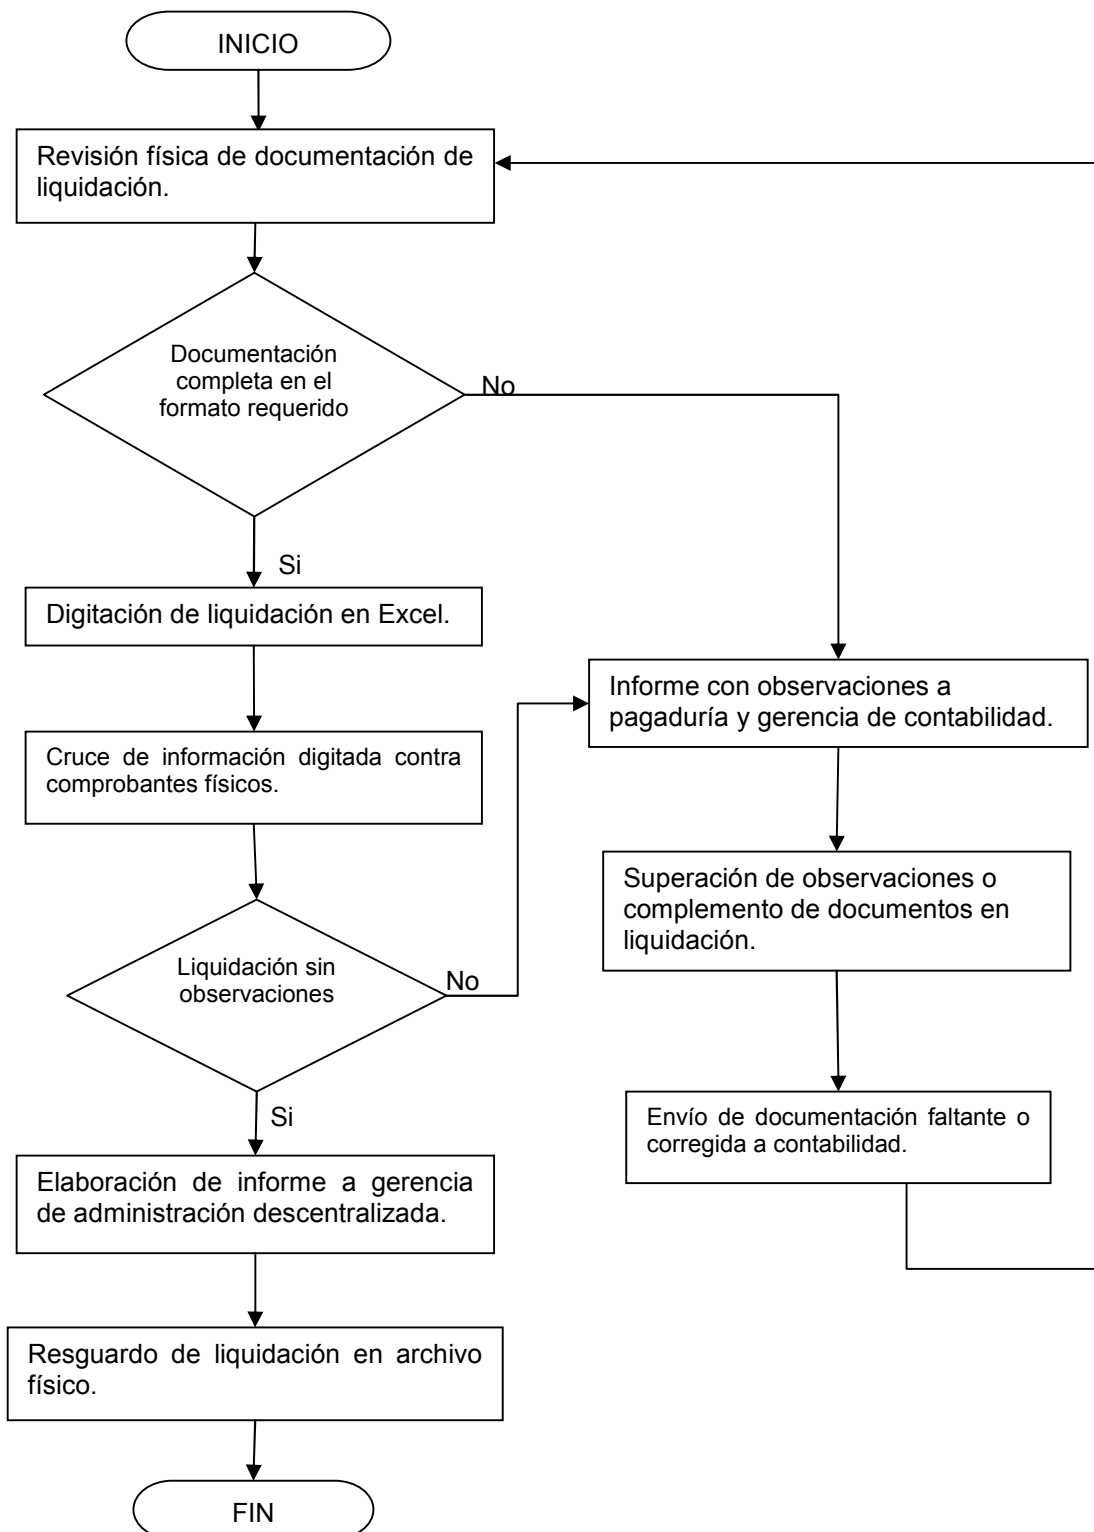 INICIO
Revisión física de documentación de
liquidación.
Documentación
completa en el
formato requerido
No
Si
Digitación de liquidación en Excel.
Informe con observaciones a
pagaduría y gerencia de contabilidad.
Cruce de información digitada contra
comprobantes físicos.
Superación de observaciones o
complemento de documentos en
liquidación.
Liquidación sin
observaciones
No
Si
Envío de documentación faltante o
corregida a contabilidad.
Elaboración de informe a gerencia
de administración descentralizada.
Resguardo de liquidación en archivo
físico.
FIN